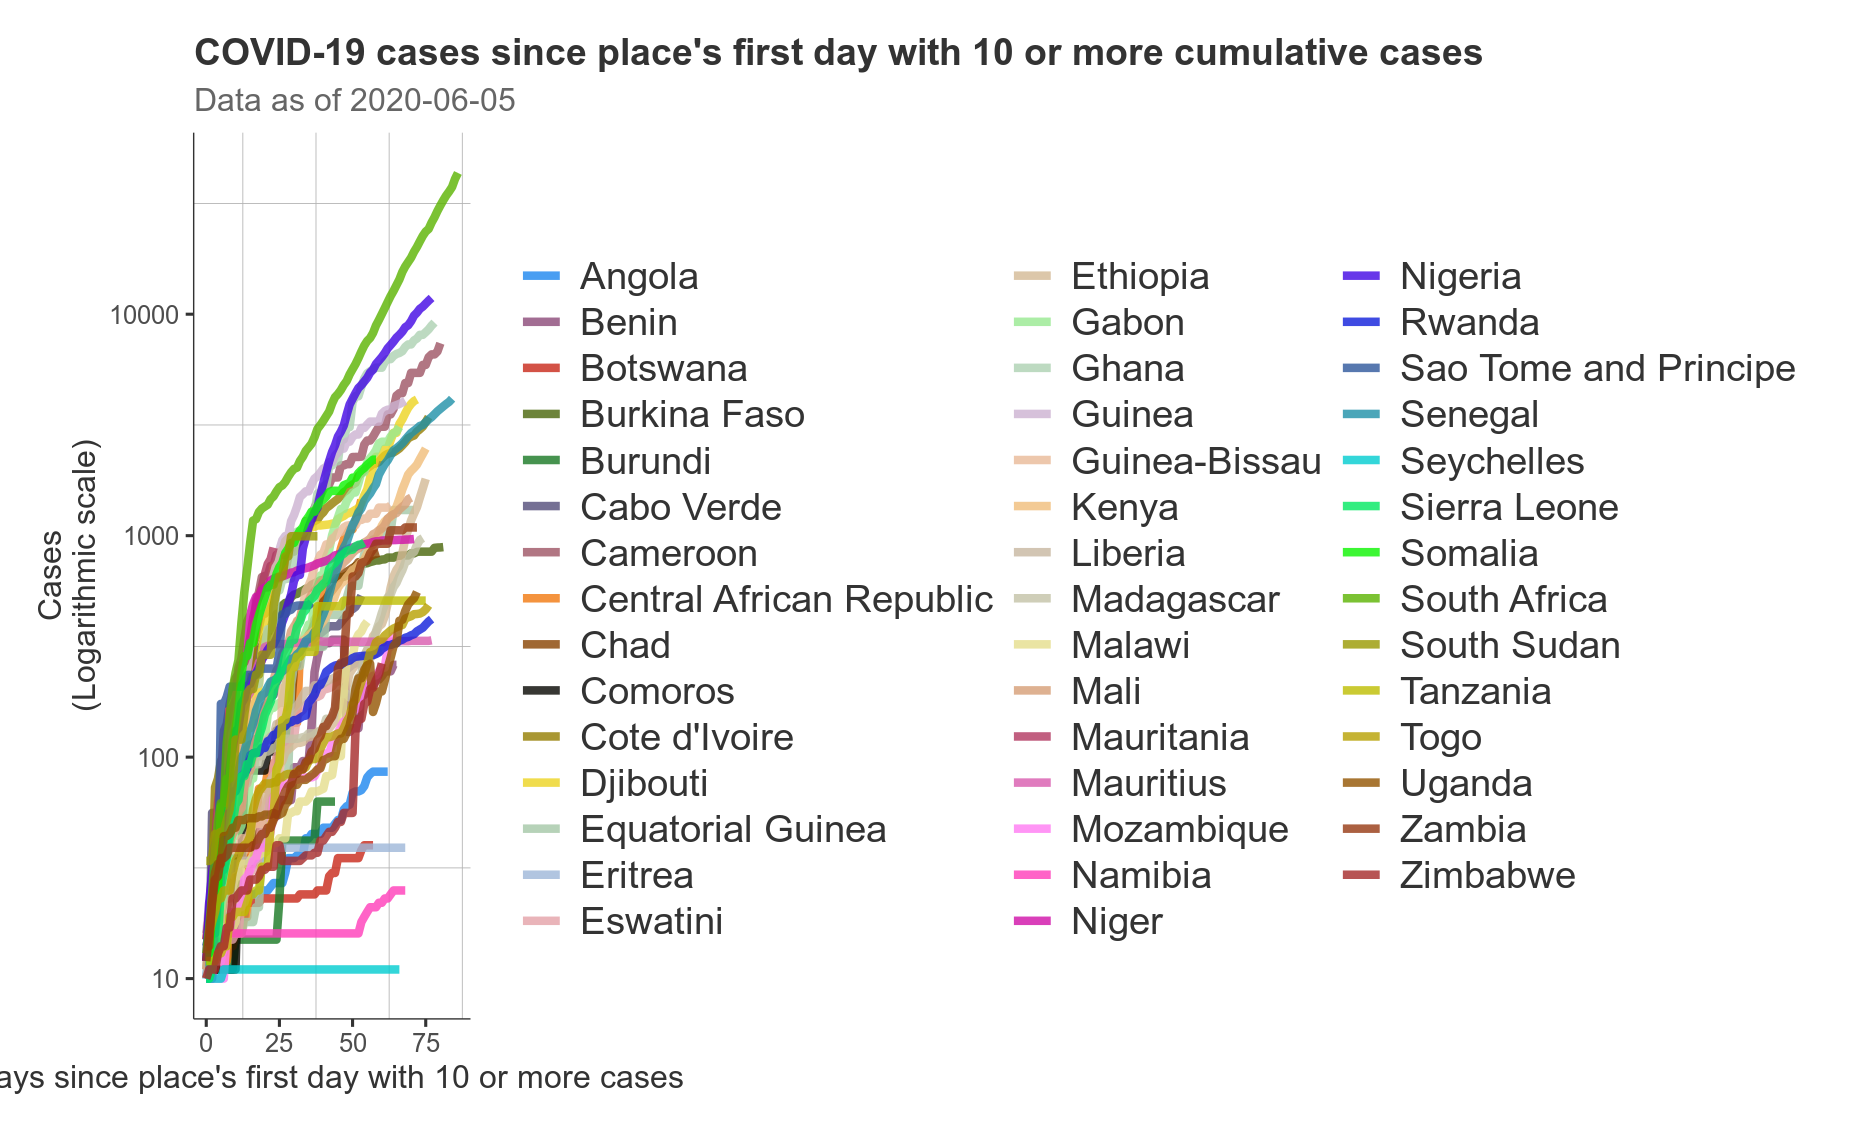 COVID-19 cases since place's first day with 10 or more cumulative cases
Data as of 2020-06-05
Cases
(Logarithmic scale)
10000
1000
100
10
0 25 50 75
ays since place's first day with 10 or more cases
Angola
Benin
Botswana
Burkina Faso
Burundi
Cabo Verde
Cameroon
Central African Republic
Chad
Comoros
Cote d'Ivoire
Djibouti
Equatorial Guinea
Eritrea
Eswatini
Ethiopia
Gabon
Ghana
Guinea
Guinea-Bissau
Kenya
Liberia
Madagascar
Malawi
Mali
Mauritania
Mauritius
Mozambique
Namibia
Niger
Nigeria
Rwanda
Sao Tome and Principe
Senegal
Seychelles
Sierra Leone
Somalia
South Africa
South Sudan
Tanzania
Togo
Uganda
Zambia
Zimbabwe